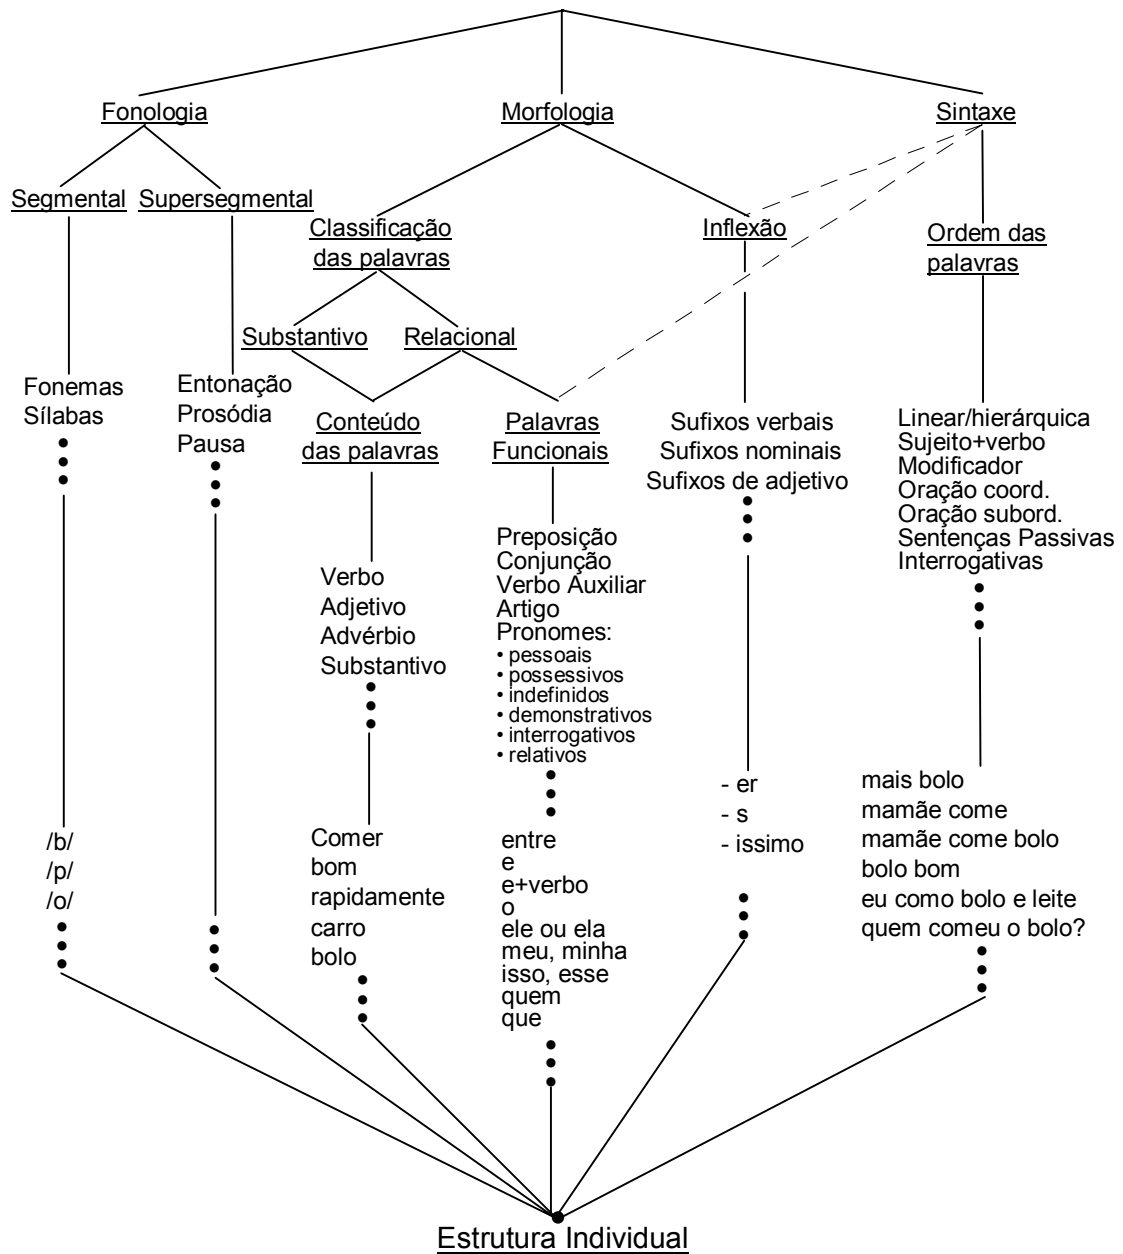 Fonologia
Morfologia
Sintaxe
Segmental
Supersegmental
Classificação
das palavras
Inflexão
Ordem das
palavras
Substantivo
Relacional
Fonemas
Sílabas
Entonação
Prosódia
Pausa
Conteúdo
das palavras
Palavras
Funcionais
Sufixos verbais
Sufixos nominais
Sufixos de adjetivo
Linear/hierárquica
Sujeito+verbo
Modificador
Oração coord.
Oração subord.
Sentenças Passivas
Interrogativas
Verbo
Adjetivo
Advérbio
Substantivo
Preposição
Conjunção
Verbo Auxiliar
Artigo
Pronomes:
• pessoais
• possessivos
• indefinidos
• demonstrativos
• interrogativos
• relativos
/b/
/p/
/o/
Comer
bom
rapidamente
carro
bolo
entre
e
e+verbo
o
ele ou ela
meu, minha
isso, esse
quem
que
- er
- s
- issimo
mais bolo
mamãe come
mamãe come bolo
bolo bom
eu como bolo e leite
quem comeu o bolo?
Estrutura Individual